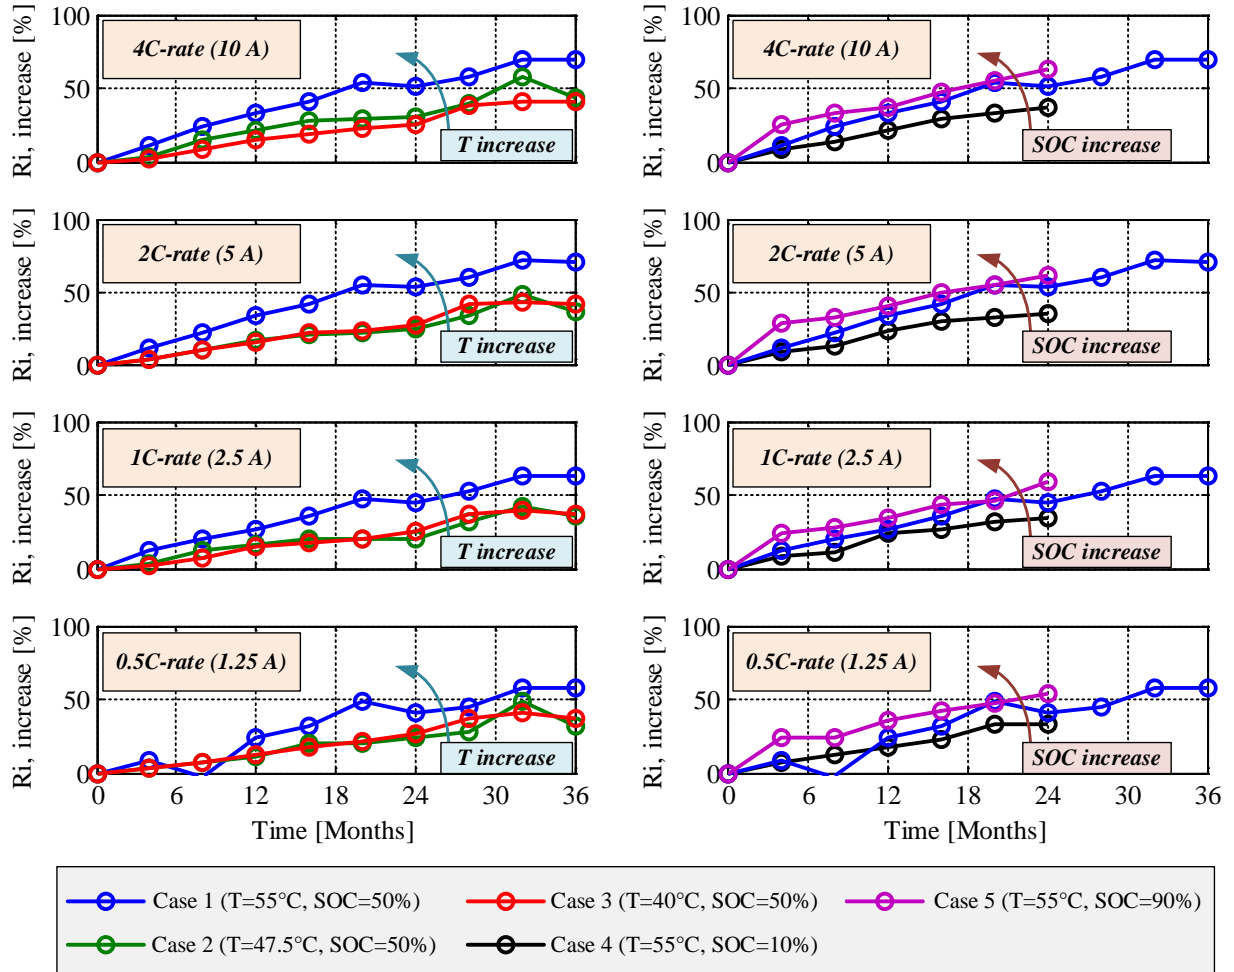 Ri, increase [%]
100
50
0
4C-rate (10 A)
T increase
Ri, increase [%]
100
50
0
4C-rate (10 A)
SOC increase
Ri, increase [%]
100
50
0
2C-rate (5 A)
T increase
Ri, increase [%]
100
50
0
2C-rate (5 A)
SOC increase
Ri, increase [%]
100
50
0
1C-rate (2.5 A)
T increase
Ri, increase [%]
100
50
0
1C-rate (2.5 A)
SOC increase
Ri, increase [%]
100
50
0
0.5C-rate (1.25 A)
T increase
0 6 12 18 24 30 36
Time [Months]
Ri, increase [%]
100
50
0
0.5C-rate (1.25 A)
SOC increase
0 6 12 18 24 30 36
Time [Months]
Case 1 (T=55°C, SOC=50%)
Case 3 (T=40°C, SOC=50%)
Case 5 (T=55°C, SOC=90%)
Case 2 (T=47.5°C, SOC=50%)
Case 4 (T=55°C, SOC=10%)